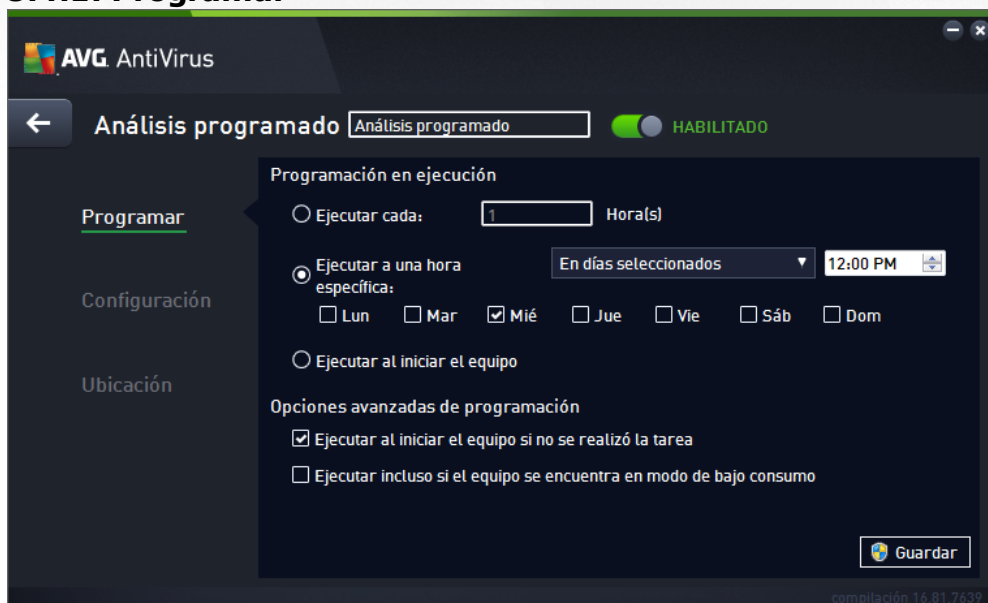 AVG AntiVirus
Análisis programado Análisis programado HABILITADO
Programación en ejecución
Programar
Ejecutar cada: 1 Hora(s)
Ejecutar a una hora específica: En días seleccionados 12:00 PM
Lun Mar Mié Jue Vie Sáb Dom
Configuración
Ejecutar al iniciar el equipo
Ubicación
Opciones avanzadas de programación
Ejecutar al iniciar el equipo si no se realizó la tarea
Ejecutar incluso si el equipo se encuentra en modo de bajo consumo
Guardar
compilación 16.81.7639